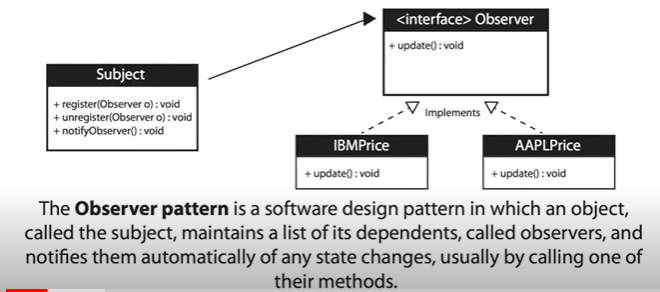 <interface> Observer
+ update() : void
Subject
+ register(Observer o) : void
+ unregister(Observer o) : void
+ notifyObserver() : void
Implements
IBMPrice
+ update() : void
AAPLPrice
+ update() : void
The Observer pattern is a software design pattern in which an object,
called the subject, maintains a list of its dependents, called observers, and
notifies them automatically of any state changes, usually by calling one of
their methods.